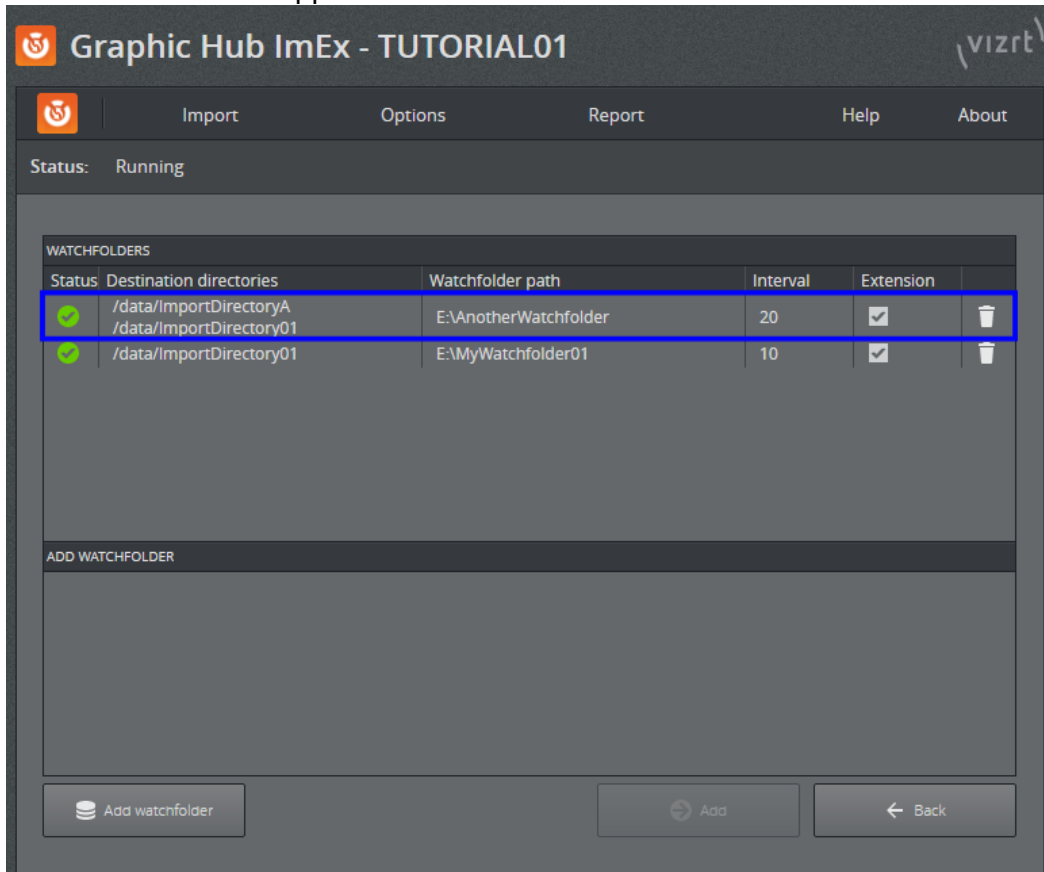 Graphic Hub ImEx - TUTORIAL01
vizrt
Import Options Report Help About
Status: Running
WATCHFOLDERS
Status Destination directories Watchfolder path Interval Extension
/data/ImportDirectoryA
/data/ImportDirectory01
E:\AnotherWatchfolder 20
/data/ImportDirectory01 E:\MyWatchfolder01 10
ADD WATCHFOLDER
Add watchfolder Add Back